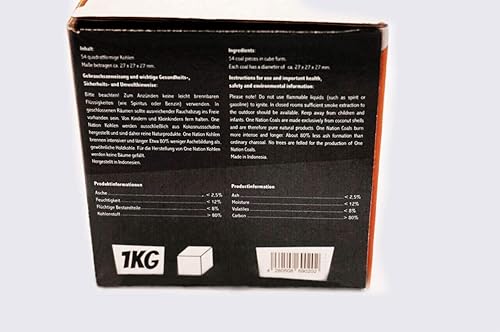 Inhalt:
54 quadratförmige Kohlen
Maße betragen ca. 27 x 27 x 27 mm.
Gebrauchsanweisung und wichtige Gesundheits-,
Sicherheits- und Umwelthinweise:
Bitte beachten! Zum Anzünden keine leicht brennbaren
Flüssigkeiten (wie Spiritus oder Benzin) verwenden. In
geschlossenen Räumen sollte ausreichender Rauchabzug im Freie
vorhanden sein. Von Kindern und Kleinkindern fern halten. One
Nation Kohlen werden ausschließlich aus Kokosnussschalen
hergestellt und sind daher reine Naturprodukte. One Nation Kohlen
brennen intensiver und länger. Etwa 80% weniger Aschebildung als,
gewöhnliche Holzkohle. Für die Herstellung von One Nation Kohlen
werden keine Bäume gefällt.
Hergestellt in Indonesien.
Produktinformationen
Asche < 2,5%
Feuchtigkeit < 12%
Flüchtige Bestandteile < 8%
Kohlenstoff > 80%
1KG
Ingredients:
54 coal pieces in cube furm.
Each coal has a diameter of ca. 27 x 27 x 27 mm.
Instructions for use and important health,
safety and environmental information:
Please note! Do not use flammable liquids (such as spirit or
gasoline) to ignite. In closed rooms sufficient smoke extraction to
the outdoor should be available. Keep away from children and
infants. One Nation Coals are made exclusively from coconut shells
and are therefore pure natural products. One Nation Coals burn
more intense and longer. About 80% less ash formation than
ordinary charcoal. No trees are felled for the production of One
Nation Coals.
Made in Indonesia.
Productinformation
Ash < 2,5%
Moisture < 12%
Volatiles < 8%
Carbon > 80%
4 260508 690202